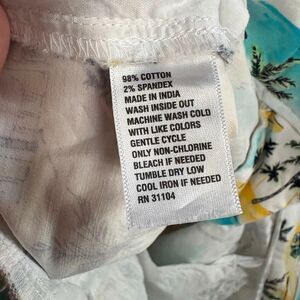 98% COTTON
2% SPANDEX
MADE IN INDIA
WASH INSIDE OUT
MACHINE WASH COLD
WITH LIKE COLORS
GENTLE CYCLE
ONLY NON-CHLORINE
BLEACH IF NEEDED
TUMBLE DRY LOW
COOL IRON IF NEEDED
RN 31104